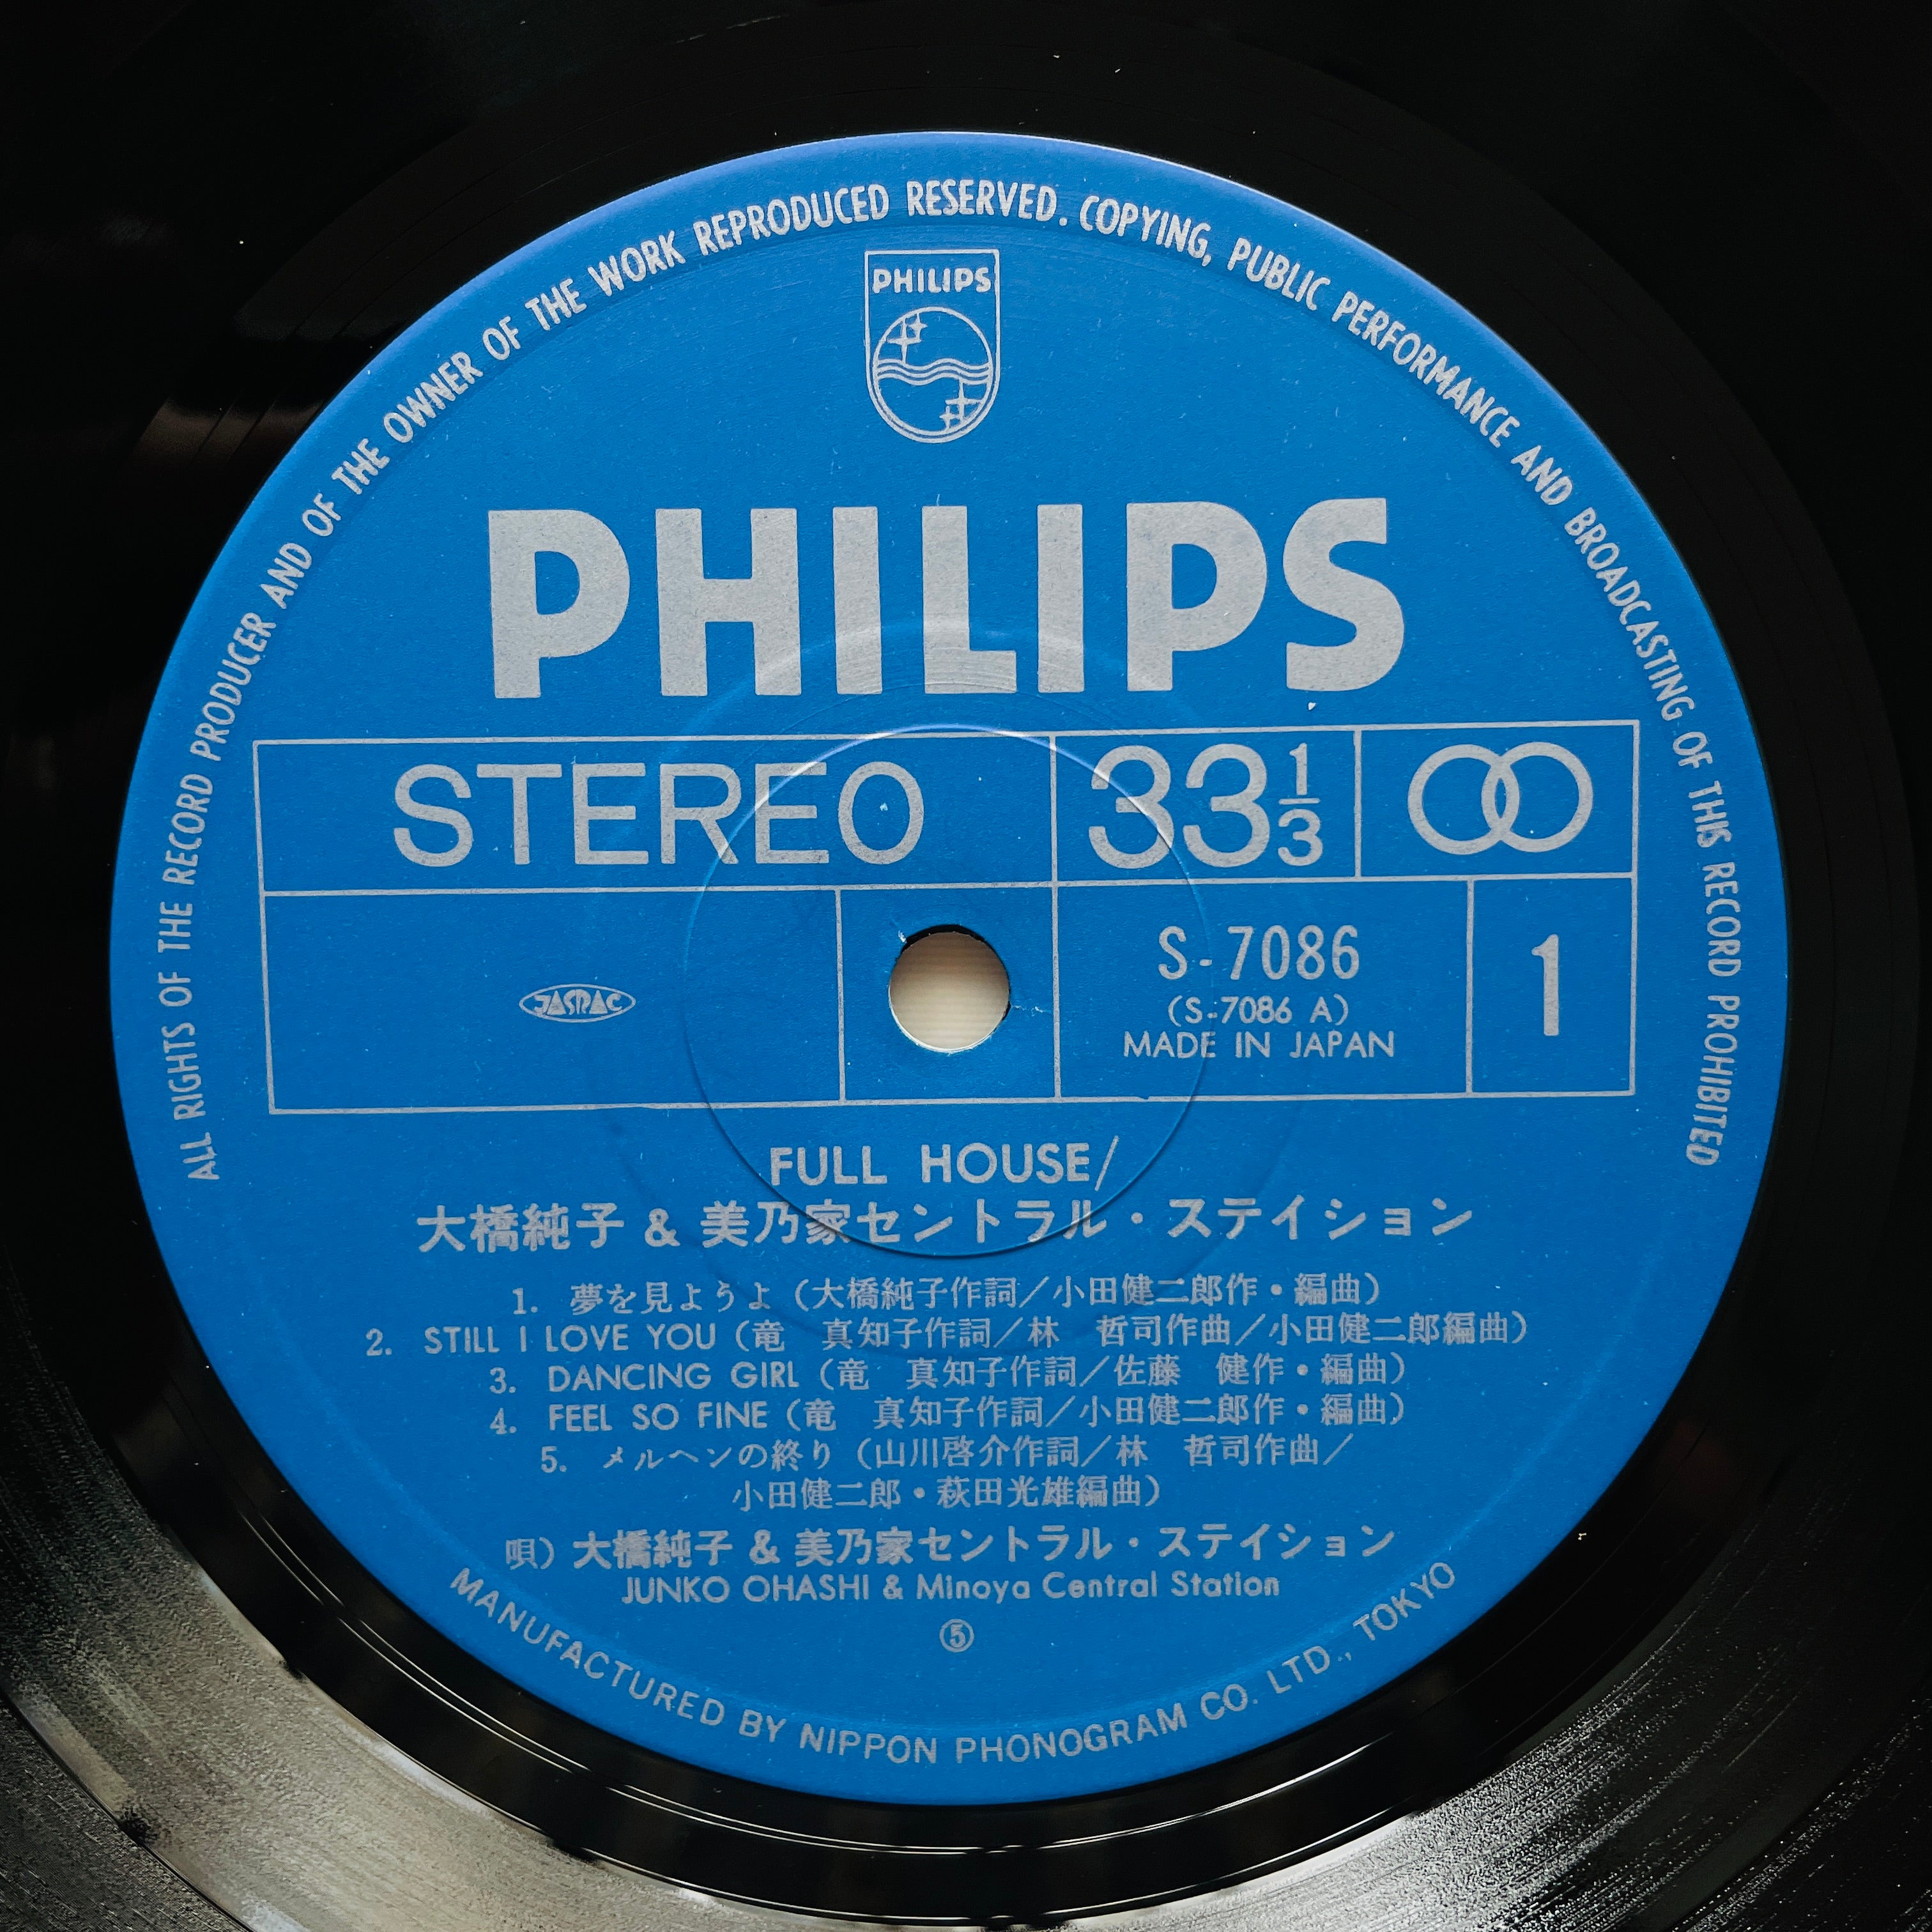 ALL RIGHTS OF THE RECORD PRODUCER AND OF THE OWNER OF THE WORK REPRODUCED RESERVED. COPYING, PUBLIC PERFORMANCE AND BROADCASTING OF THIS RECORD PROHIBITED
PHILIPS
PHILIPS
STEREO
33 1/3
JASRAC
S-7086
(S-7086 A)
MADE IN JAPAN
1
FULL HOUSE/
大橋純子 & 美乃家セントラル・ステイション
1. 夢を見ようよ（大橋純子作詞／小田健二郎作・編曲）
2. STILL I LOVE YOU（竜　真知子作詞／林　哲司作曲／小田健二郎編曲）
3. DANCING GIRL（竜　真知子作詞／佐藤　健作・編曲）
4. FEEL SO FINE（竜　真知子作詞／小田健二郎作・編曲）
5. メルヘンの終り（山川啓介作詞／林　哲司作曲／
小田健二郎・萩田光雄編曲）
唄）大橋純子 & 美乃家セントラル・ステイション
JUNKO OHASHI & Minoya Central Station
⑤
MANUFACTURED BY NIPPON PHONOGRAM CO. LTD., TOKYO